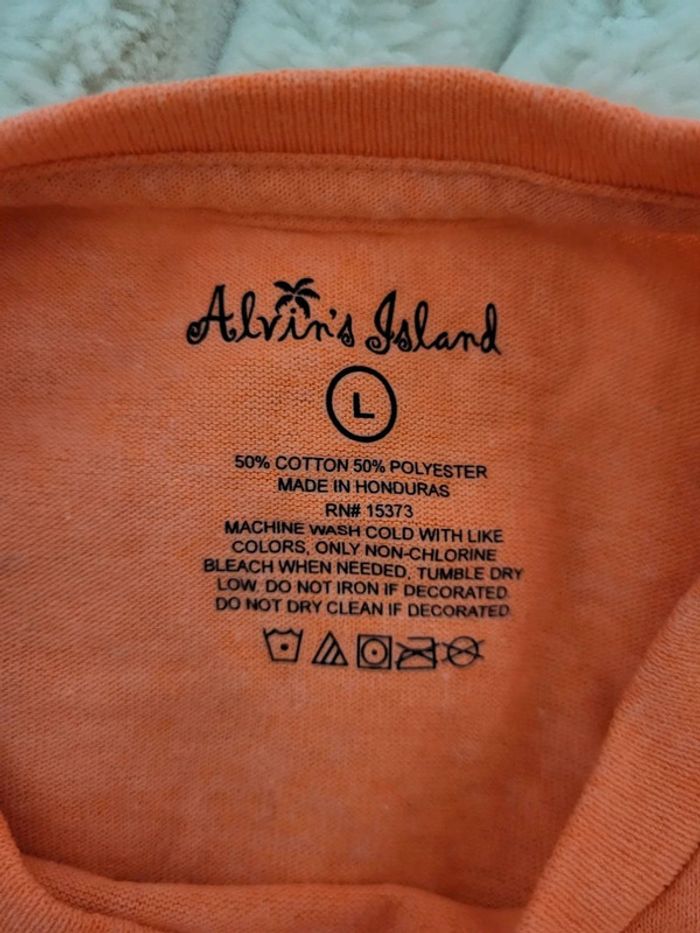 Alvin's Island
L
50% COTTON 50% POLYESTER
MADE IN HONDURAS
RN# 15373
MACHINE WASH COLD WITH LIKE
COLORS, ONLY NON-CHLORINE
BLEACH WHEN NEEDED, TUMBLE DRY
LOW. DO NOT IRON IF DECORATED.
DO NOT DRY CLEAN IF DECORATED.